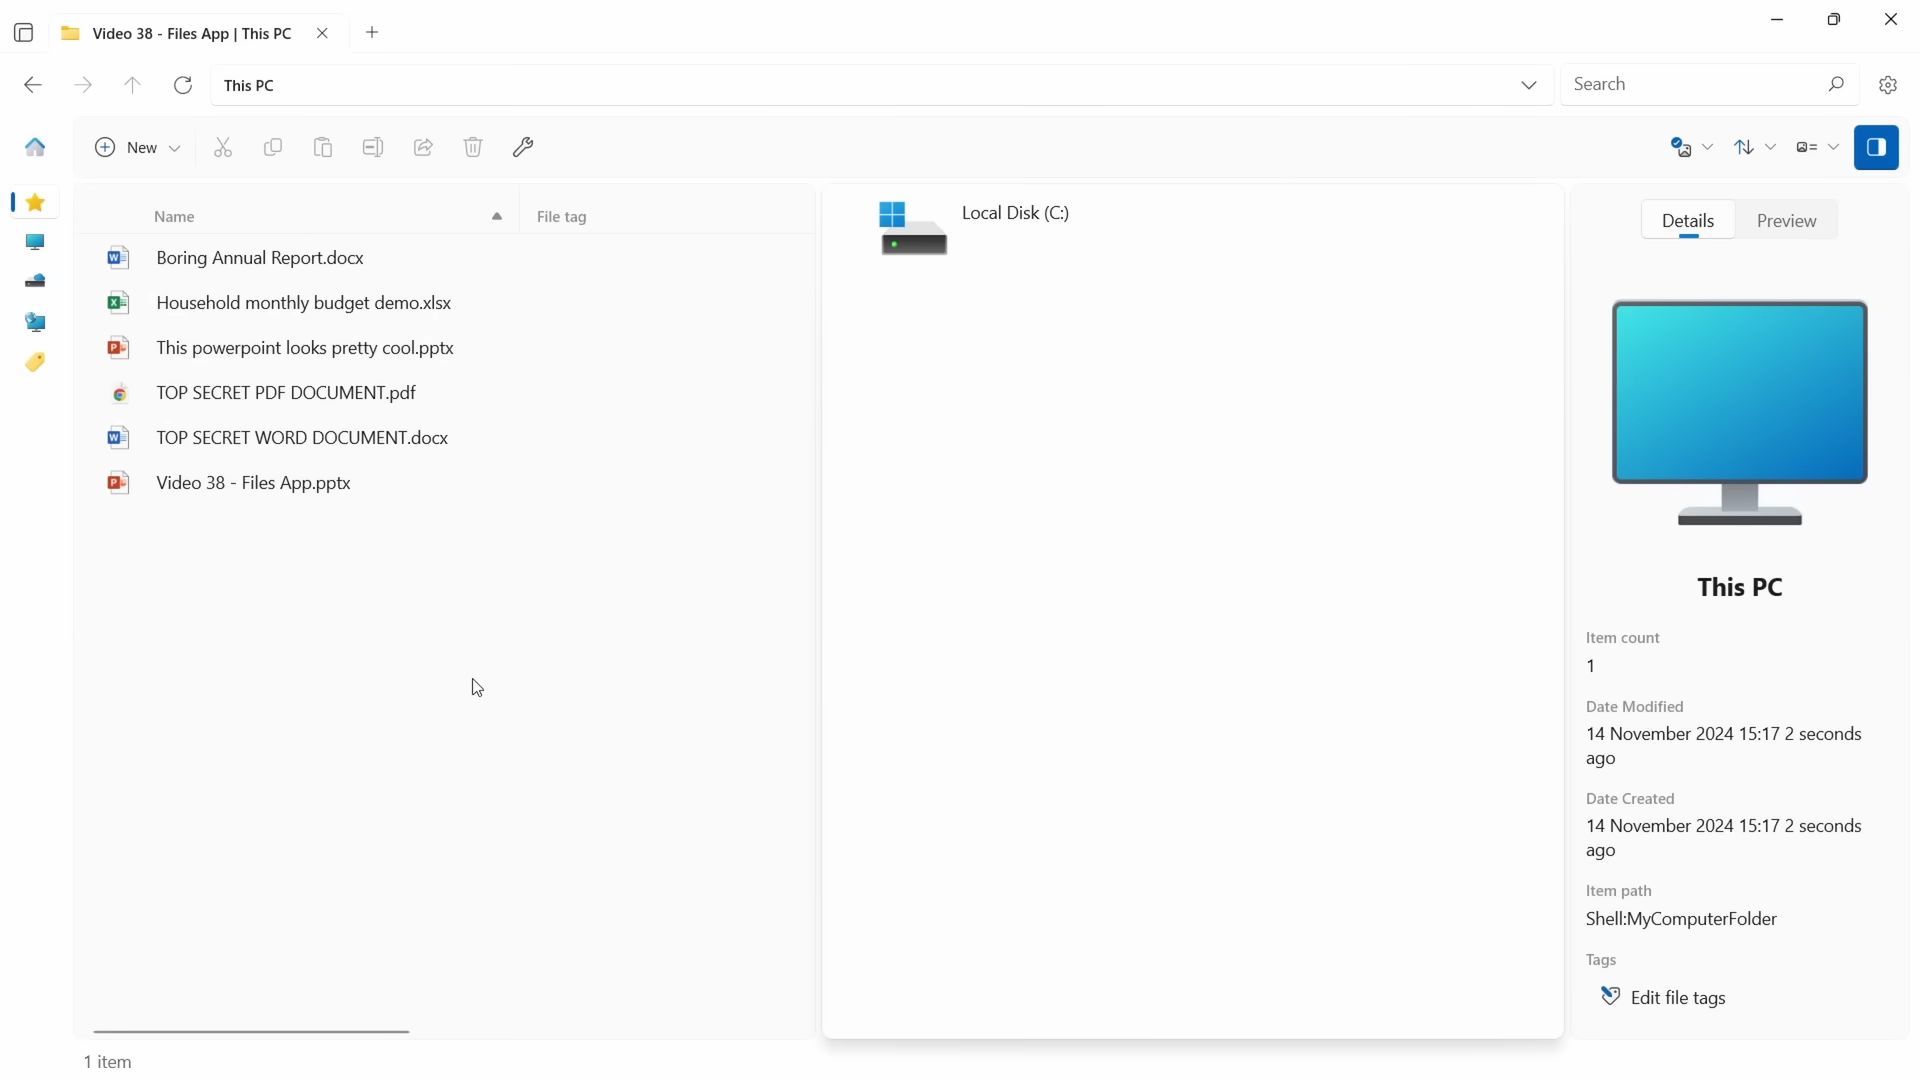 Video 38 - Files App | This PC
This PC
Search
New
Name
File tag
Boring Annual Report.docx
Household monthly budget demo.xlsx
This powerpoint looks pretty cool.pptx
TOP SECRET PDF DOCUMENT.pdf
TOP SECRET WORD DOCUMENT.docx
Video 38 - Files App.pptx
Local Disk (C:)
Details
Preview
This PC
Item count
1
Date Modified
14 November 2024 15:17 2 seconds
ago
Date Created
14 November 2024 15:17 2 seconds
ago
Item path
Shell:MyComputerFolder
Tags
Edit file tags
1 item